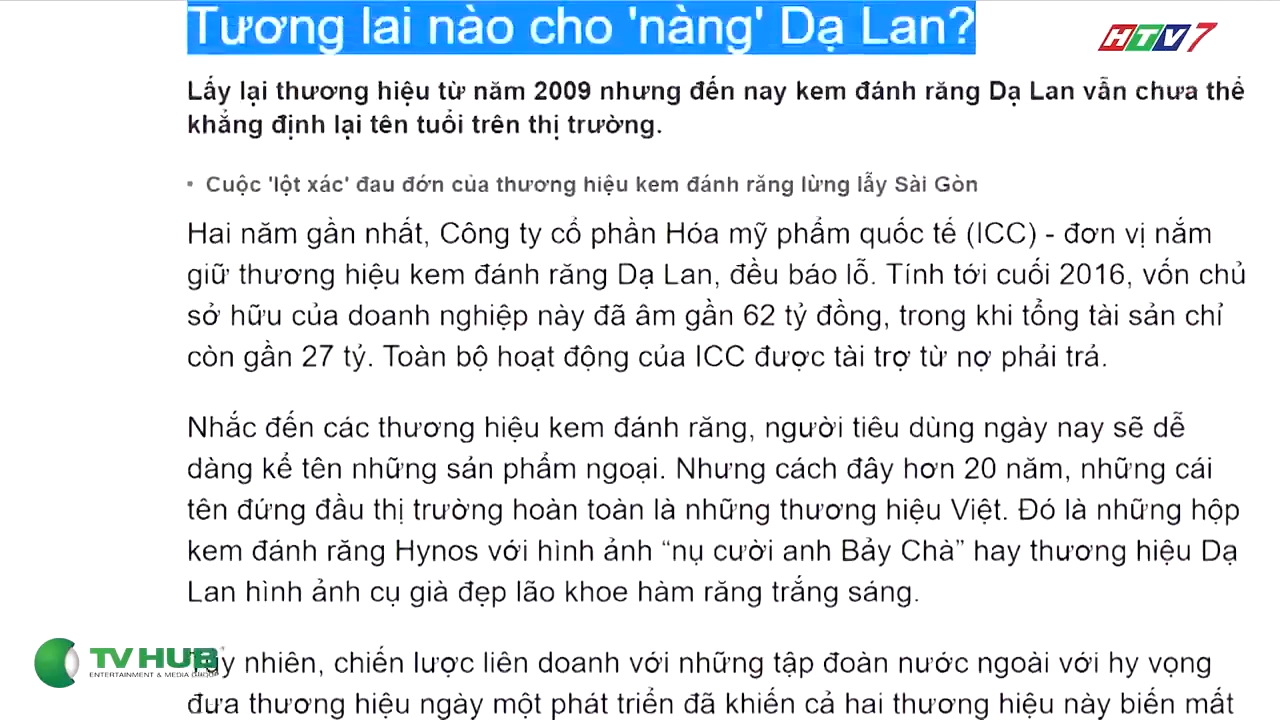 Tương lai nào cho 'nàng' Dạ Lan?
HTV7
Lấy lại thương hiệu từ năm 2009 nhưng đến nay kem đánh răng Dạ Lan vẫn chưa thể
khẳng định lại tên tuổi trên thị trường.
• Cuộc 'lột xác' đau đớn của thương hiệu kem đánh răng lừng lẫy Sài Gòn
Hai năm gần nhất, Công ty cổ phần Hóa mỹ phẩm quốc tế (ICC) - đơn vị nắm
giữ thương hiệu kem đánh răng Dạ Lan, đều báo lỗ. Tính tới cuối 2016, vốn chủ
sở hữu của doanh nghiệp này đã âm gần 62 tỷ đồng, trong khi tổng tài sản chỉ
còn gần 27 tỷ. Toàn bộ hoạt động của ICC được tài trợ từ nợ phải trả.
Nhắc đến các thương hiệu kem đánh răng, người tiêu dùng ngày nay sẽ dễ
dàng kể tên những sản phẩm ngoại. Nhưng cách đây hơn 20 năm, những cái
tên đứng đầu thị trường hoàn toàn là những thương hiệu Việt. Đó là những hộp
kem đánh răng Hynos với hình ảnh “nụ cười anh Bảy Chà” hay thương hiệu Dạ
Lan hình ảnh cụ già đẹp lão khoe hàm răng trắng sáng.
Tuy nhiên, chiến lược liên doanh với những tập đoàn nước ngoài với hy vọng
đưa thương hiệu ngày một phát triển đã khiến cả hai thương hiệu này biến mất
TV HUB
ENTERTAINMENT & MEDIA GROUP